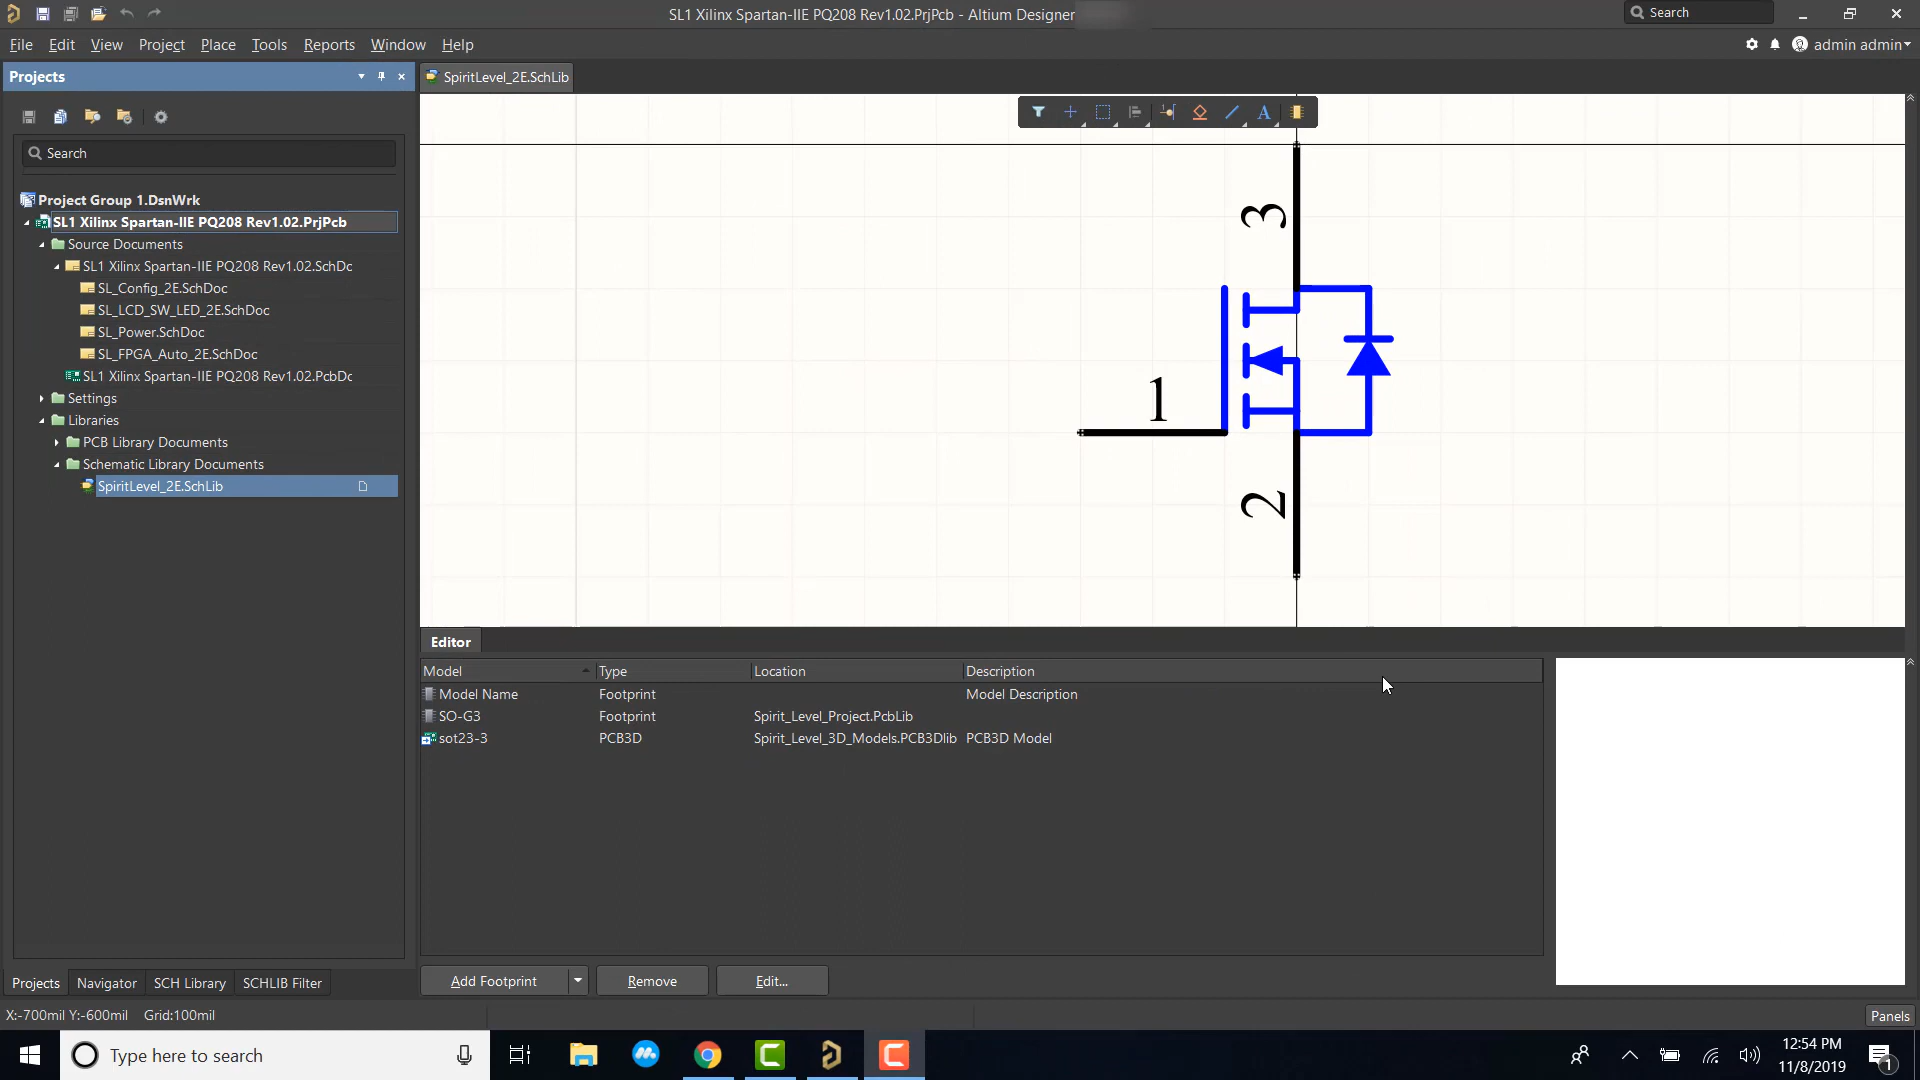 SL1 Xilinx Spartan-IIE PQ208 Rev1.02.PrjPcb - Altium Designer
Search
File Edit View Project Place Tools Reports Window Help
admin admin
Projects
SpiritLevel_2E.SchLib
Search
Project Group 1.DsnWrk
SL1 Xilinx Spartan-IIE PQ208 Rev1.02.PrjPcb
Source Documents
SL1 Xilinx Spartan-IIE PQ208 Rev1.02.SchDc
SL_Config_2E.SchDoc
SL_LCD_SW_LED_2E.SchDoc
SL_Power.SchDoc
SL_FPGA_Auto_2E.SchDoc
SL1 Xilinx Spartan-IIE PQ208 Rev1.02.PcbDc
Settings
Libraries
PCB Library Documents
Schematic Library Documents
SpiritLevel_2E.SchLib
3
1
2
Editor
Model Type Location Description
Model Name Footprint Model Description
SO-G3 Footprint Spirit_Level_Project.PcbLib
sot23-3 PCB3D Spirit_Level_3D_Models.PCB3Dlib PCB3D Model
Add Footprint Remove Edit...
Projects Navigator SCH Library SCHLIB Filter
X:-700mil Y:-600mil Grid:100mil
Panels
Type here to search
12:54 PM
11/8/2019
1